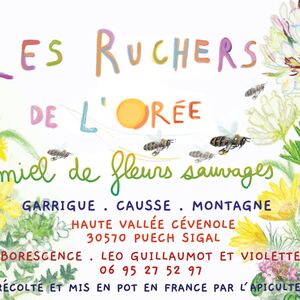 LES RUCHERS
DE L'ORÉE
miel de fleurs sauvages
GARRIGUE . CAUSSE . MONTAGNE
HAUTE VALLÉE CÉVENOLE
30570 PUECH SIGAL
BORESCENCE . LEO GUILLAUMOT ET VIOLETTE
06 95 27 52 97
RÉCOLTÉ ET MIS EN POT EN FRANCE PAR L'APICULTE